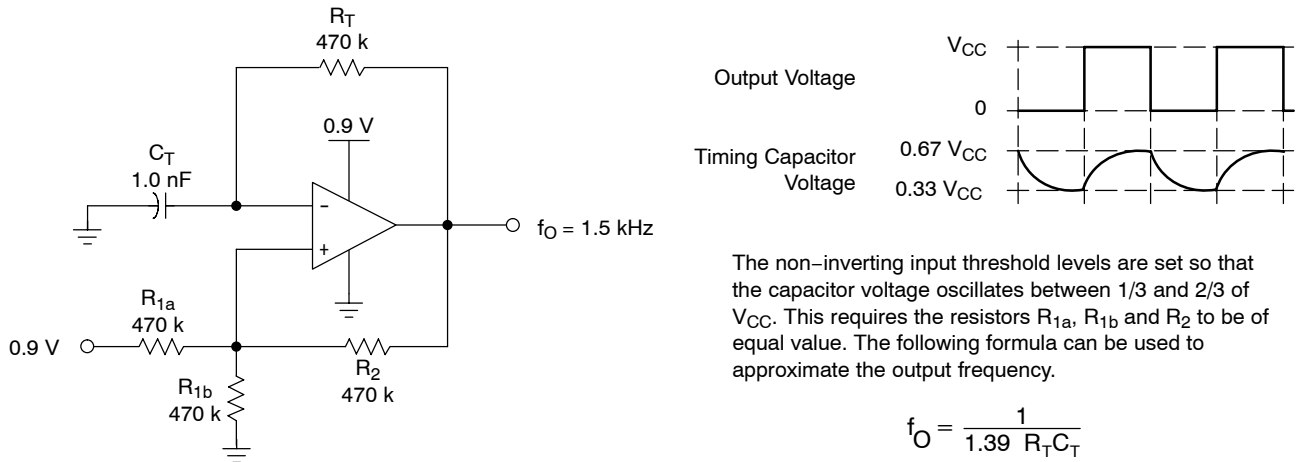 R_T
470 k
0.9 V
C_T
1.0 nF
−
+
f_O = 1.5 kHz
R_1a
470 k
0.9 V
R_1b
470 k
R_2
470 k
Output Voltage
V_CC
0
Timing Capacitor
Voltage
0.67 V_CC
0.33 V_CC
The non−inverting input threshold levels are set so that
the capacitor voltage oscillates between 1/3 and 2/3 of
V_CC. This requires the resistors R_1a, R_1b and R_2 to be of
equal value. The following formula can be used to
approximate the output frequency.
f_O = 1 / (1.39 R_TC_T)